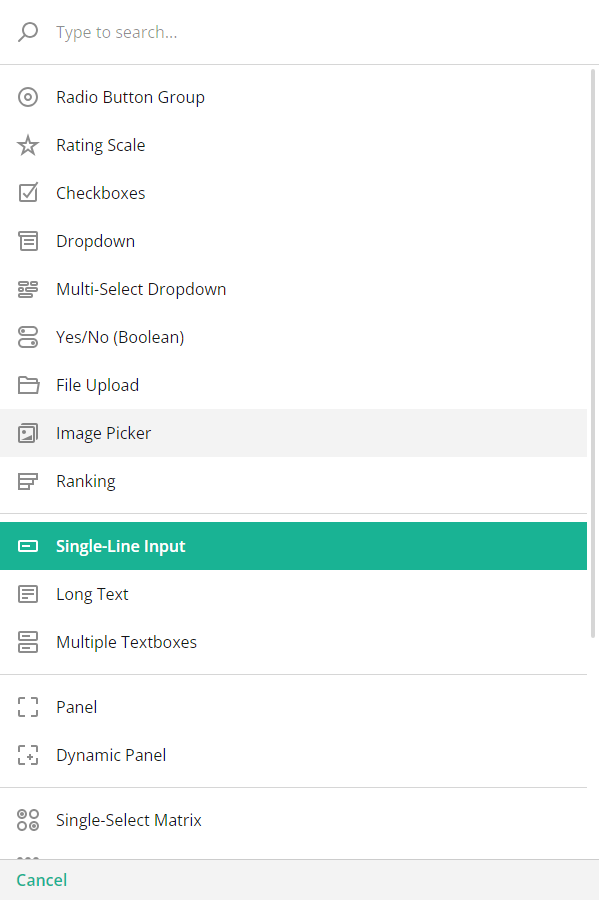 Type to search...
Radio Button Group
Rating Scale
Checkboxes
Dropdown
Multi-Select Dropdown
Yes/No (Boolean)
File Upload
Image Picker
Ranking
Single-Line Input
Long Text
Multiple Textboxes
Panel
Dynamic Panel
Single-Select Matrix
Cancel